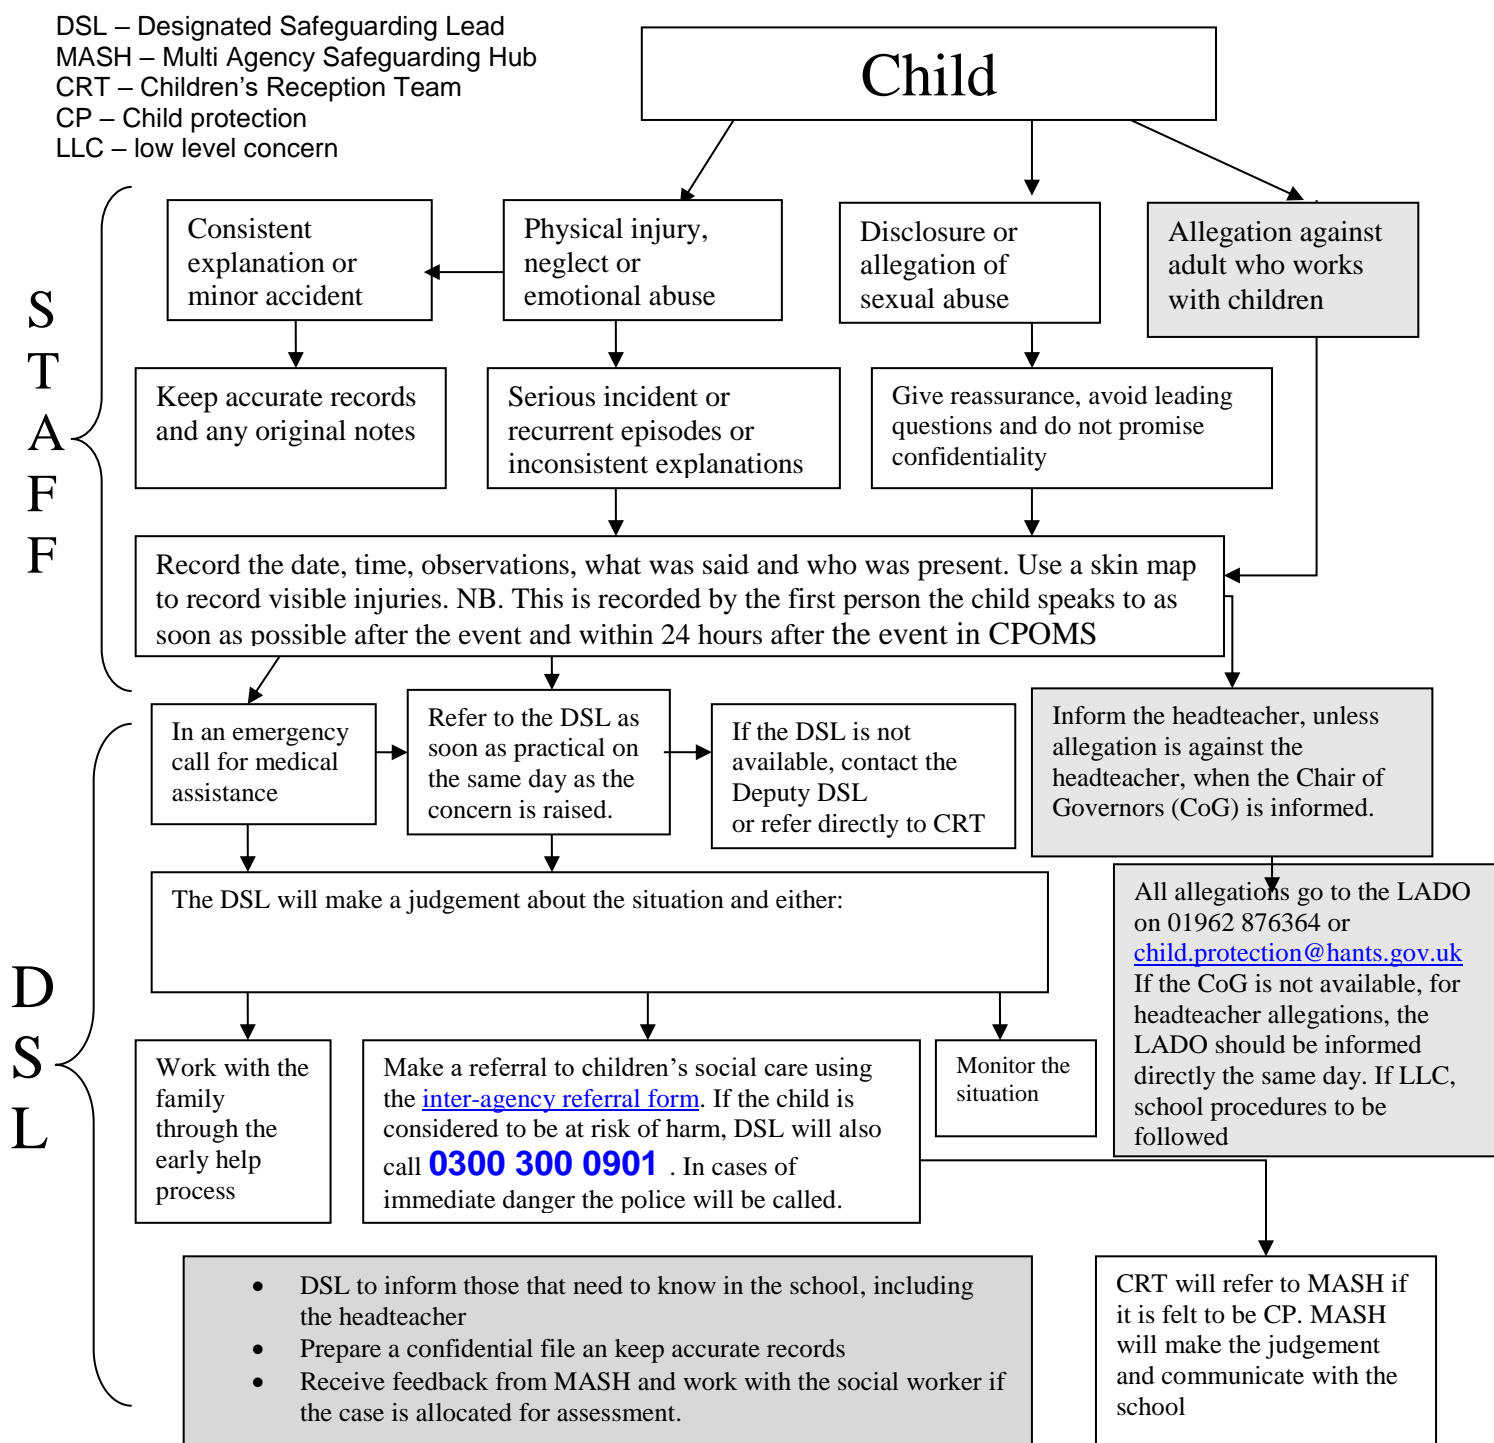 DSL – Designated Safeguarding Lead
MASH – Multi Agency Safeguarding Hub
CRT – Children’s Reception Team
CP – Child protection
LLC – low level concern
Child
S
T
A
F
F
Consistent
explanation or
minor accident
Physical injury,
neglect or
emotional abuse
Disclosure or
allegation of
sexual abuse
Allegation against
adult who works
with children
Keep accurate records
and any original notes
Serious incident or
recurrent episodes or
inconsistent explanations
Give reassurance, avoid leading
questions and do not promise
confidentiality
Record the date, time, observations, what was said and who was present. Use a skin map
to record visible injuries. NB. This is recorded by the first person the child speaks to as
soon as possible after the event and within 24 hours after the event in CPOMS
D
S
L
In an emergency
call for medical
assistance
Refer to the DSL as
soon as practical on
the same day as the
concern is raised.
If the DSL is not
available, contact the
Deputy DSL
or refer directly to CRT
Inform the headteacher, unless
allegation is against the
headteacher, when the Chair of
Governors (CoG) is informed.
The DSL will make a judgement about the situation and either:
All allegations go to the LADO
on 01962 876364 or
child.protection@hants.gov.uk
If the CoG is not available, for
headteacher allegations, the
LADO should be informed
directly the same day. If LLC,
school procedures to be
followed
Work with the
family
through the
early help
process
Make a referral to children’s social care using
the inter-agency referral form. If the child is
considered to be at risk of harm, DSL will also
call 0300 300 0901 . In cases of
immediate danger the police will be called.
Monitor the
situation
• DSL to inform those that need to know in the school, including
the headteacher
• Prepare a confidential file an keep accurate records
• Receive feedback from MASH and work with the social worker if
the case is allocated for assessment.
CRT will refer to MASH if
it is felt to be CP. MASH
will make the judgement
and communicate with the
school